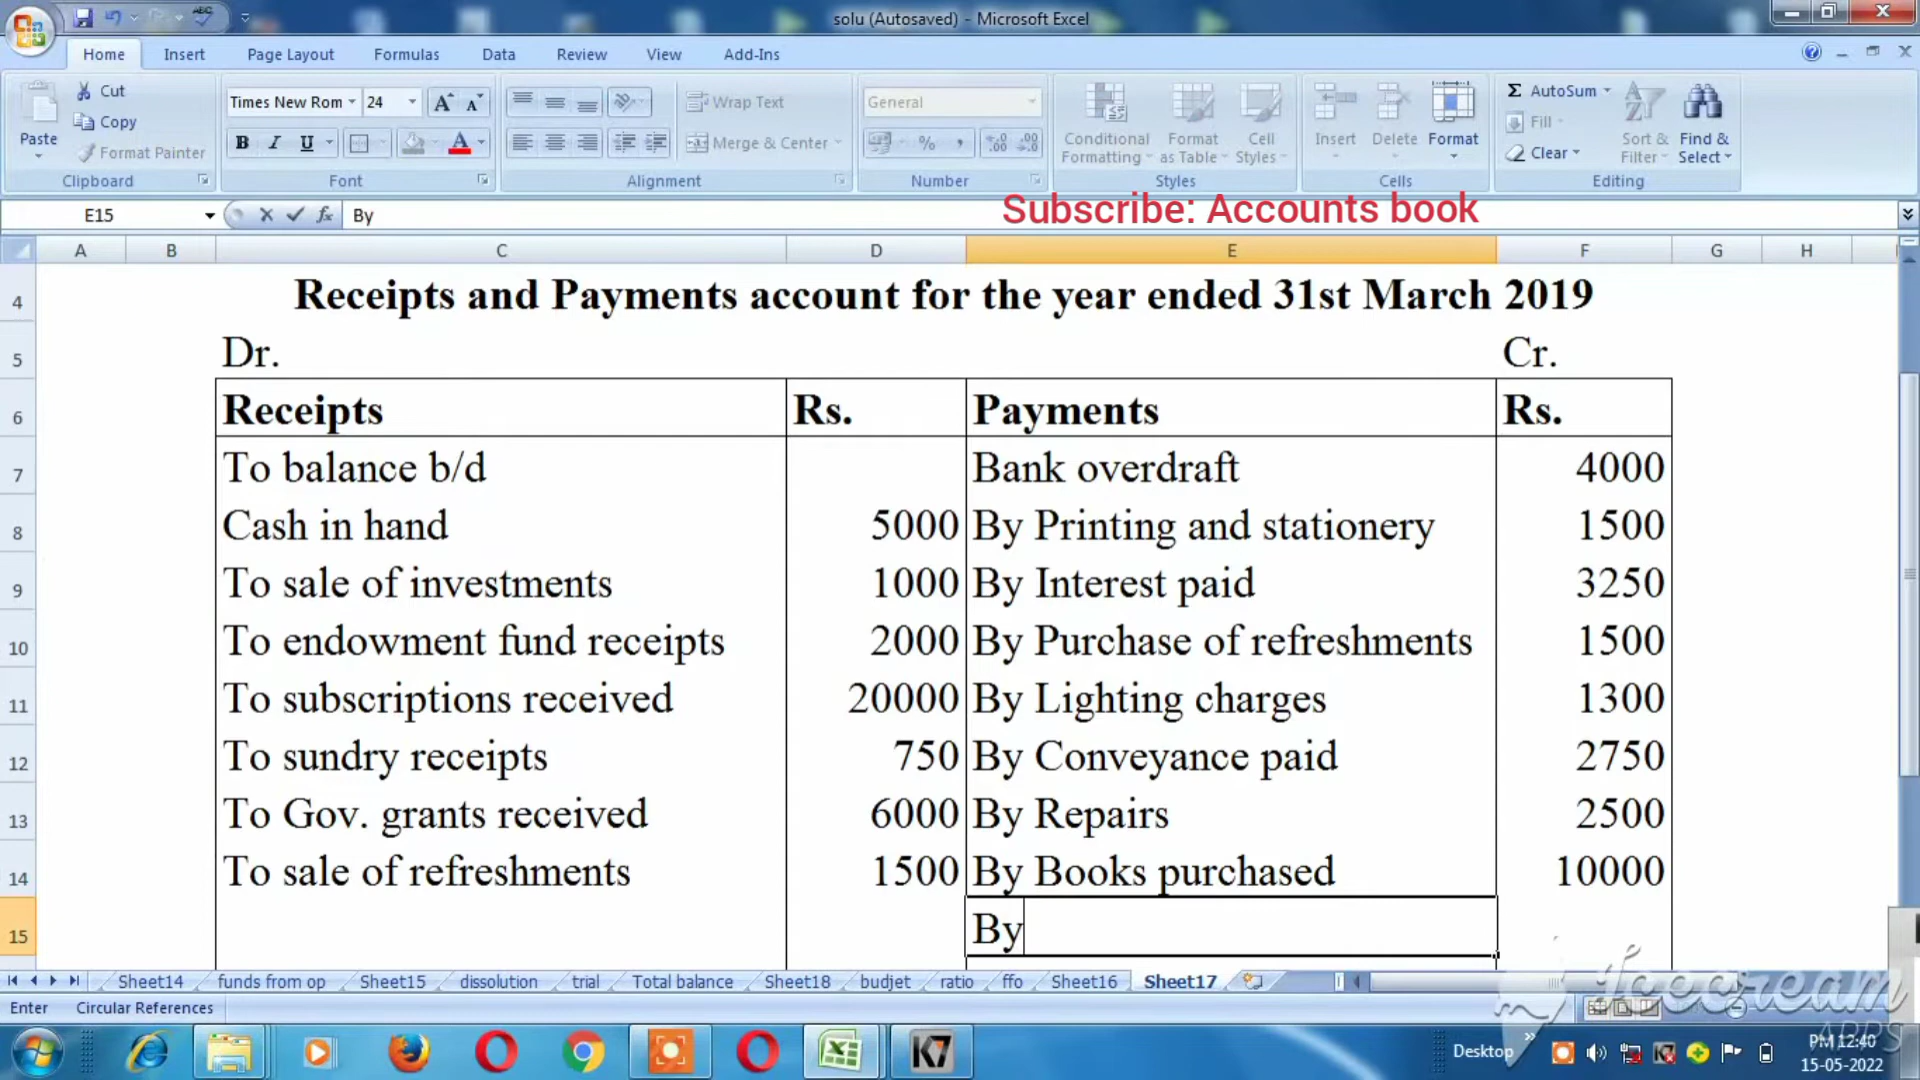 solu (Autosaved) - Microsoft Excel
Home Insert Page Layout Formulas Data Review View Add-Ins
Paste
Cut
Copy
Format Painter
Clipboard
Times New Rom 24
B I U
Font
Wrap Text
Merge & Center
Alignment
General
% ,
Number
Conditional Formatting
Format as Table
Cell Styles
Styles
Insert Delete Format
Cells
Σ AutoSum
Fill
Clear
Sort & Filter
Find & Select
Editing
Subscribe: Accounts book
E15 fx By
A B C D E F G H
4 Receipts and Payments account for the year ended 31st March 2019
5 Dr. Cr.
6 Receipts Rs. Payments Rs.
7 To balance b/d Bank overdraft 4000
8 Cash in hand 5000 By Printing and stationery 1500
9 To sale of investments 1000 By Interest paid 3250
10 To endowment fund receipts 2000 By Purchase of refreshments 1500
11 To subscriptions received 20000 By Lighting charges 1300
12 To sundry receipts 750 By Conveyance paid 2750
13 To Gov. grants received 6000 By Repairs 2500
14 To sale of refreshments 1500 By Books purchased 10000
15 By
Sheet14 funds from op Sheet15 dissolution trial Total balance Sheet18 budjet ratio ffo Sheet16 Sheet17
Enter Circular References
Icecream
APPS
K7
Desktop
PM 12:40
15-05-2022